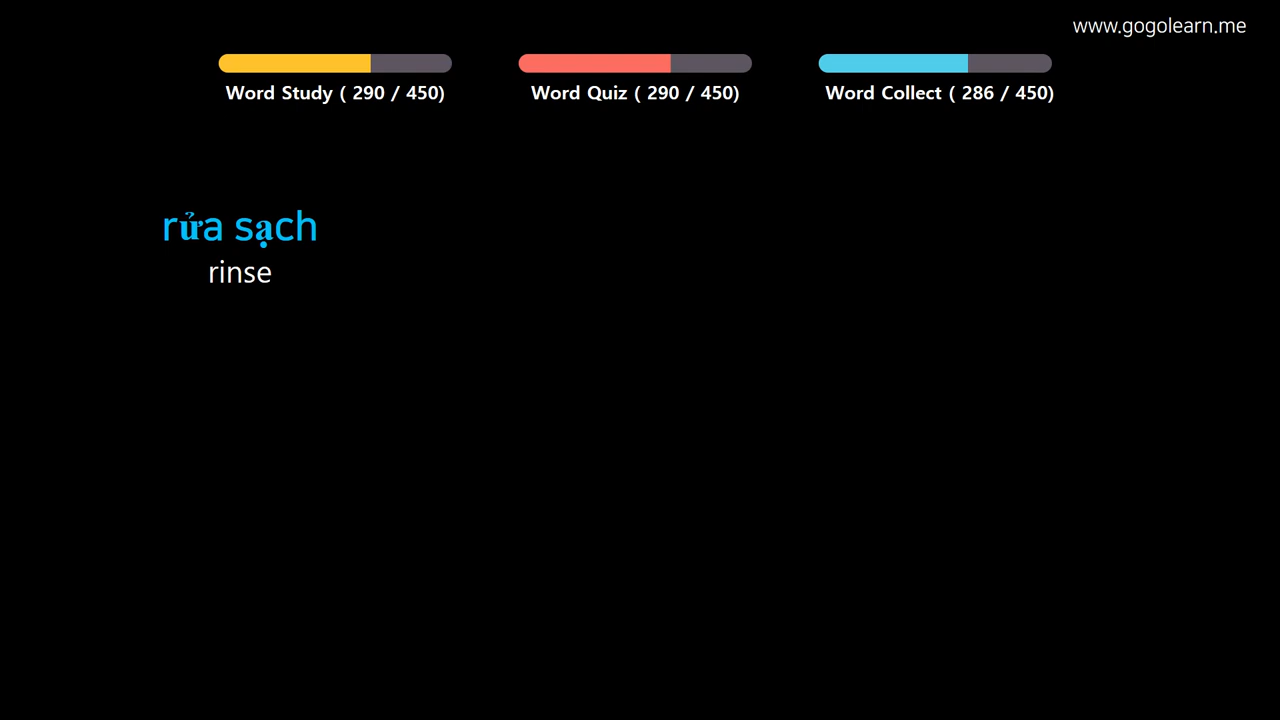 www.gogolearn.me
Word Study ( 290 / 450)
Word Quiz ( 290 / 450)
Word Collect ( 286 / 450)
rửa sạch
rinse